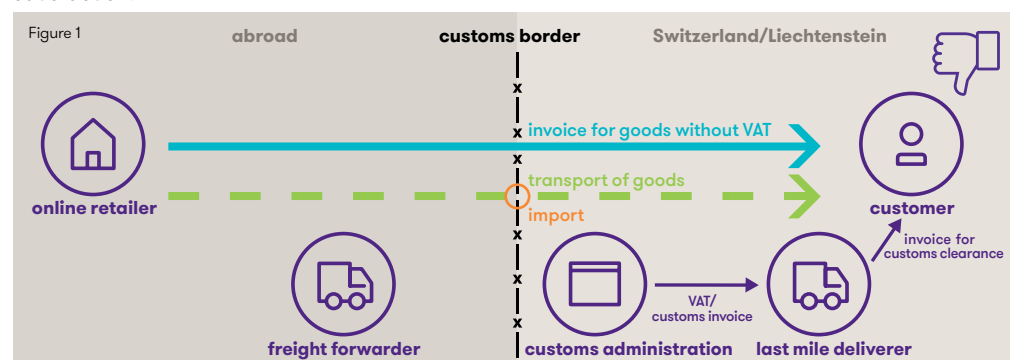 Figure 1
abroad
customs border
Switzerland/Liechtenstein
x
x invoice for goods without VAT
x
transport of goods
online retailer
import
customer
x
invoice for
customs clearance
x
VAT/
customs invoice
x
freight forwarder
customs administration
last mile deliverer